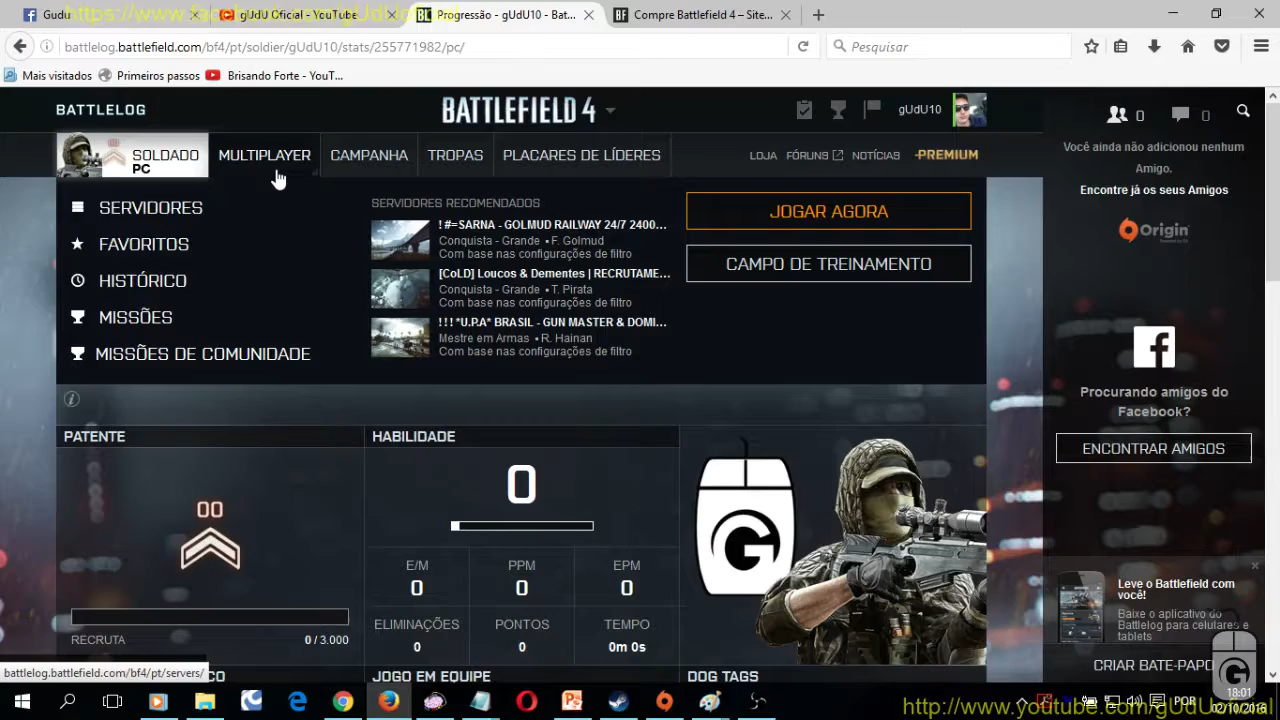 Gudu
gUdU Oficial - YouTube
Progressão - gUdU10 - Bat...
Compre Battlefield 4 – Site...
battlelog.battlefield.com/bf4/pt/soldier/gUdU10/stats/255771982/pc/
Pesquisar
Mais visitados
Primeiros passos
Brisando Forte - YouT...
BATTLELOG
BATTLEFIELD 4
gUdU10
0
0
SOLDADO
PC
MULTIPLAYER
CAMPANHA
TROPAS
PLACARES DE LÍDERES
LOJA
FÓRUNS
NOTÍCIAS
PREMIUM
Você ainda não adicionou nenhum
Amigo.
Encontre já os seus Amigos
Origin
SERVIDORES
FAVORITOS
HISTÓRICO
MISSÕES
MISSÕES DE COMUNIDADE
SERVIDORES RECOMENDADOS
! #=SARNA - GOLMUD RAILWAY 24/7 2400...
Conquista - Grande ▪ F. Golmud
Com base nas configurações de filtro
[CoLD] Loucos & Dementes | RECRUTAME...
Conquista - Grande ▪ T. Pirata
Com base nas configurações de filtro
! ! ! *U.P.A* BRASIL - GUN MASTER & DOMI...
Mestre em Armas ▪ R. Hainan
Com base nas configurações de filtro
JOGAR AGORA
CAMPO DE TREINAMENTO
Procurando amigos do
Facebook?
ENCONTRAR AMIGOS
PATENTE
00
RECRUTA
0 / 3.000
HABILIDADE
0
E/M
0
PPM
0
EPM
0
ELIMINAÇÕES
0
PONTOS
0
TEMPO
0m 0s
JOGO EM EQUIPE
DOG TAGS
Leve o Battlefield com
você!
Baixe o aplicativo do
Battlelog para celulares e
tablets
CRIAR BATE-PAPO
battlelog.battlefield.com/bf4/pt/servers/
POR
18:01
02/10/2016